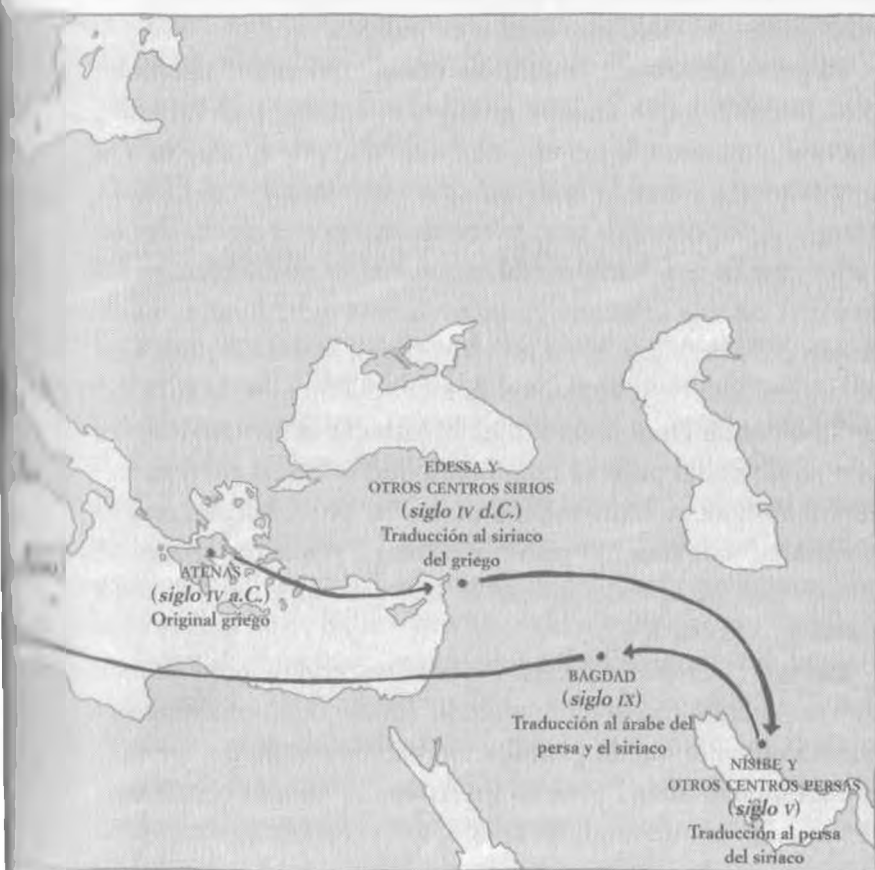 EDESSA Y
OTROS CENTROS SIRIOS
(siglo IV d.C.)
Traducción al siriaco
del griego
ATENAS
(siglo IV a.C.)
Original griego
BAGDAD
(siglo IX)
Traducción al árabe del
persa y el siriaco
NÍSIBE Y
OTROS CENTROS PERSAS
(siglo V)
Traducción al persa
del siriaco